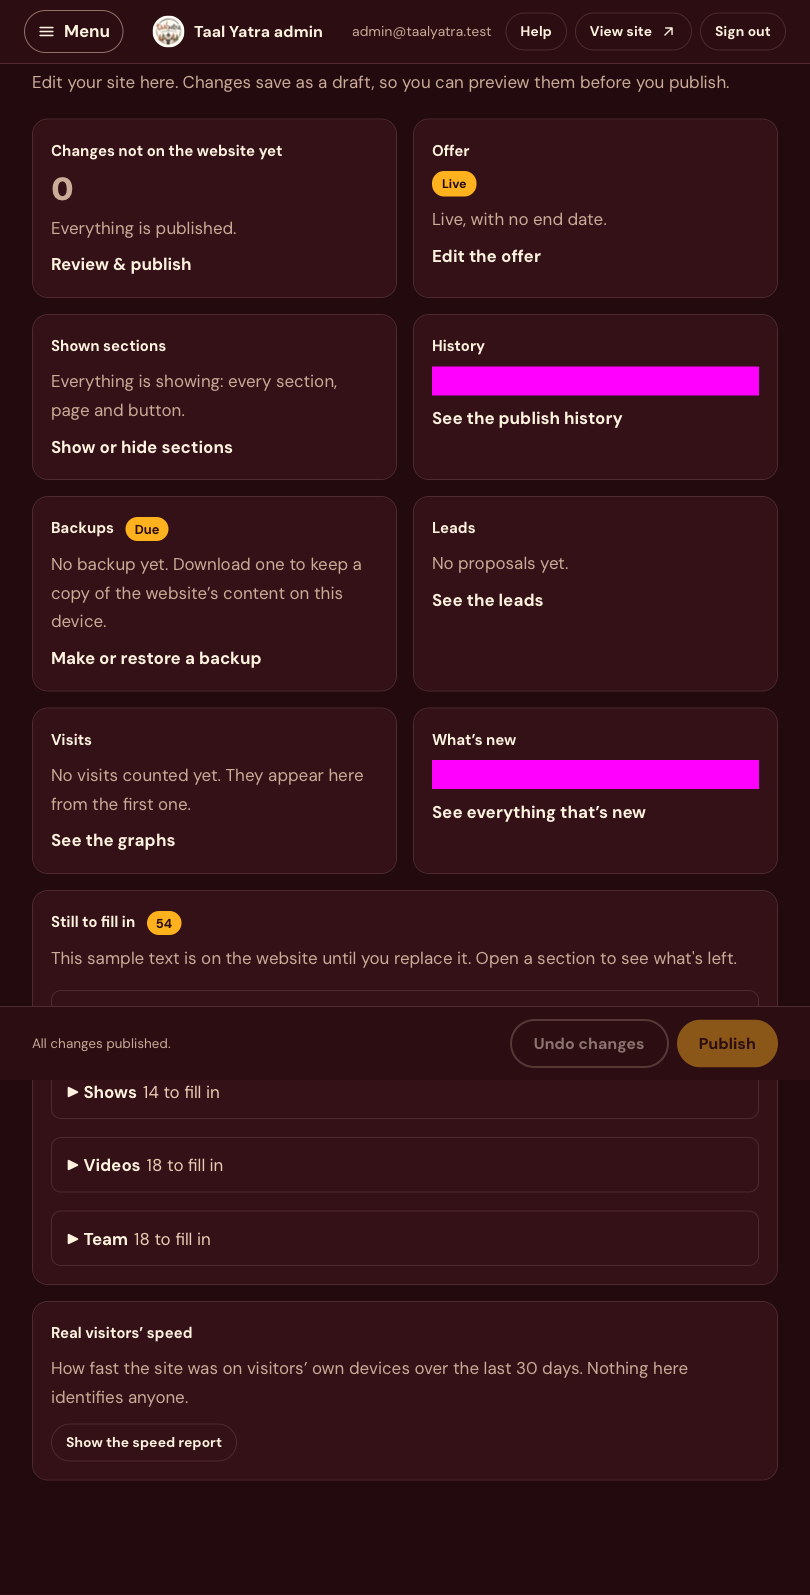 Menu
Taal Yatra admin
admin@taalyatra.test
Help
View site
Sign out
Edit your site here. Changes save as a draft, so you can preview them before you publish.
Changes not on the website yet
0
Everything is published.
Review & publish
Offer
Live
Live, with no end date.
Edit the offer
Shown sections
Everything is showing: every section,
page and button.
Show or hide sections
History
See the publish history
Backups
Due
No backup yet. Download one to keep a
copy of the website’s content on this
device.
Make or restore a backup
Leads
No proposals yet.
See the leads
Visits
No visits counted yet. They appear here
from the first one.
See the graphs
What’s new
See everything that’s new
Still to fill in 54
This sample text is on the website until you replace it. Open a section to see what's left.
All changes published.
Undo changes
Publish
Shows 14 to fill in
Videos 18 to fill in
Team 18 to fill in
Real visitors’ speed
How fast the site was on visitors’ own devices over the last 30 days. Nothing here
identifies anyone.
Show the speed report